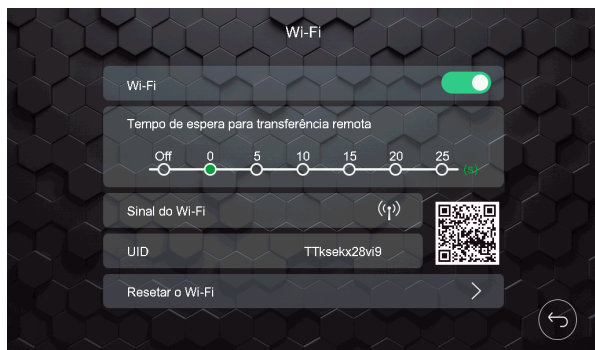 Wi-Fi
Wi-Fi
Tempo de espera para transferência remota
Off 0 5 10 15 20 25 (s)
Sinal do Wi-Fi
UID TTksekx28vi9
Resetar o Wi-Fi